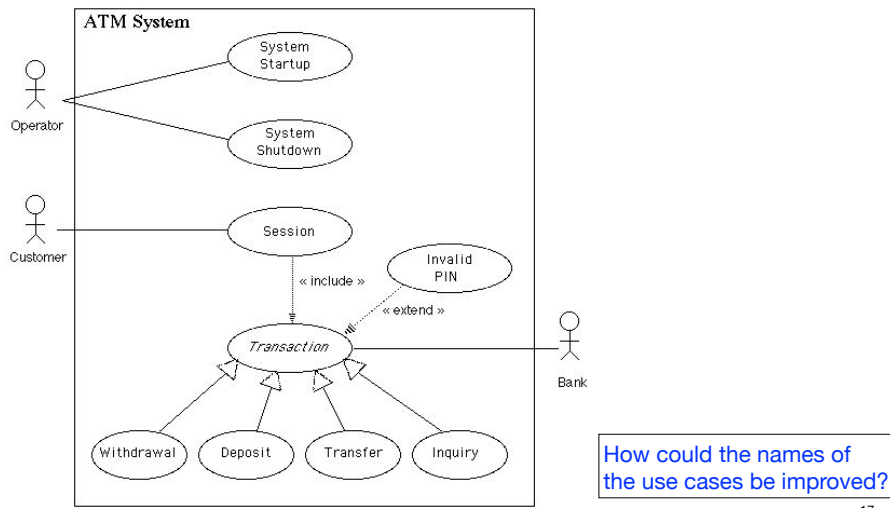 ATM System
System
Startup
Operator
System
Shutdown
Customer
Session
Invalid
PIN
« include »
« extend »
Transaction
Bank
Withdrawal
Deposit
Transfer
Inquiry
How could the names of
the use cases be improved?